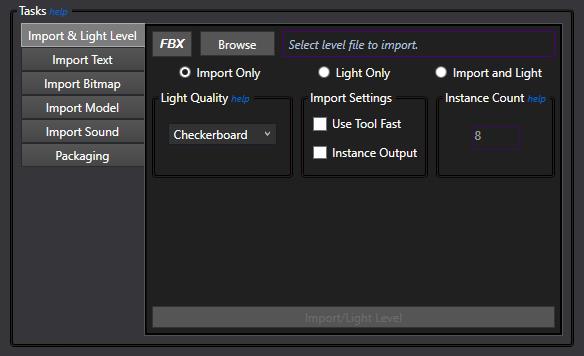 Tasks help
Import & Light Level
Import Text
Import Bitmap
Import Model
Import Sound
Packaging
FBX Browse Select level file to import.
Import Only Light Only Import and Light
Light Quality help
Checkerboard
Import Settings
Use Tool Fast
Instance Output
Instance Count help
8
Import/Light Level